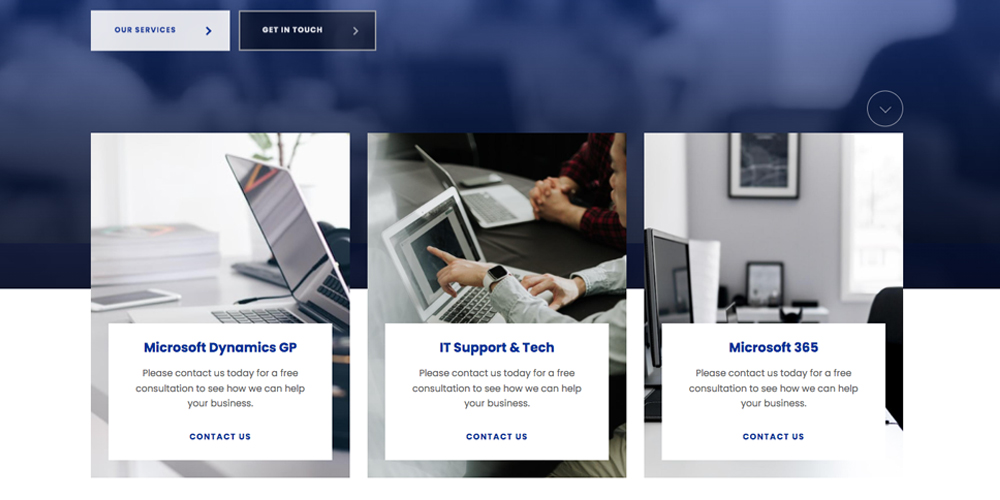 OUR SERVICES
GET IN TOUCH
Microsoft Dynamics GP
Please contact us today for a free
consultation to see how we can help
your business.
CONTACT US
IT Support & Tech
Please contact us today for a free
consultation to see how we can help
your business.
CONTACT US
Microsoft 365
Please contact us today for a free
consultation to see how we can help
your business.
CONTACT US